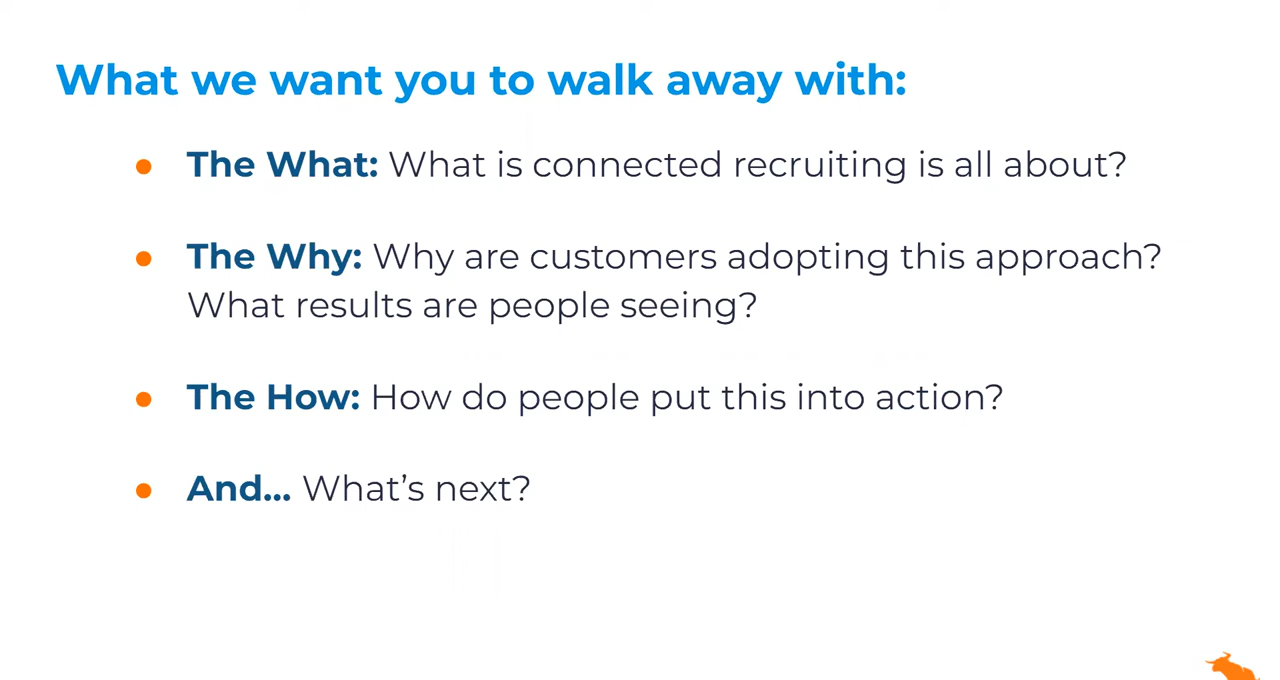 What we want you to walk away with:
● The What: What is connected recruiting is all about?
● The Why: Why are customers adopting this approach?
What results are people seeing?
● The How: How do people put this into action?
● And... What’s next?